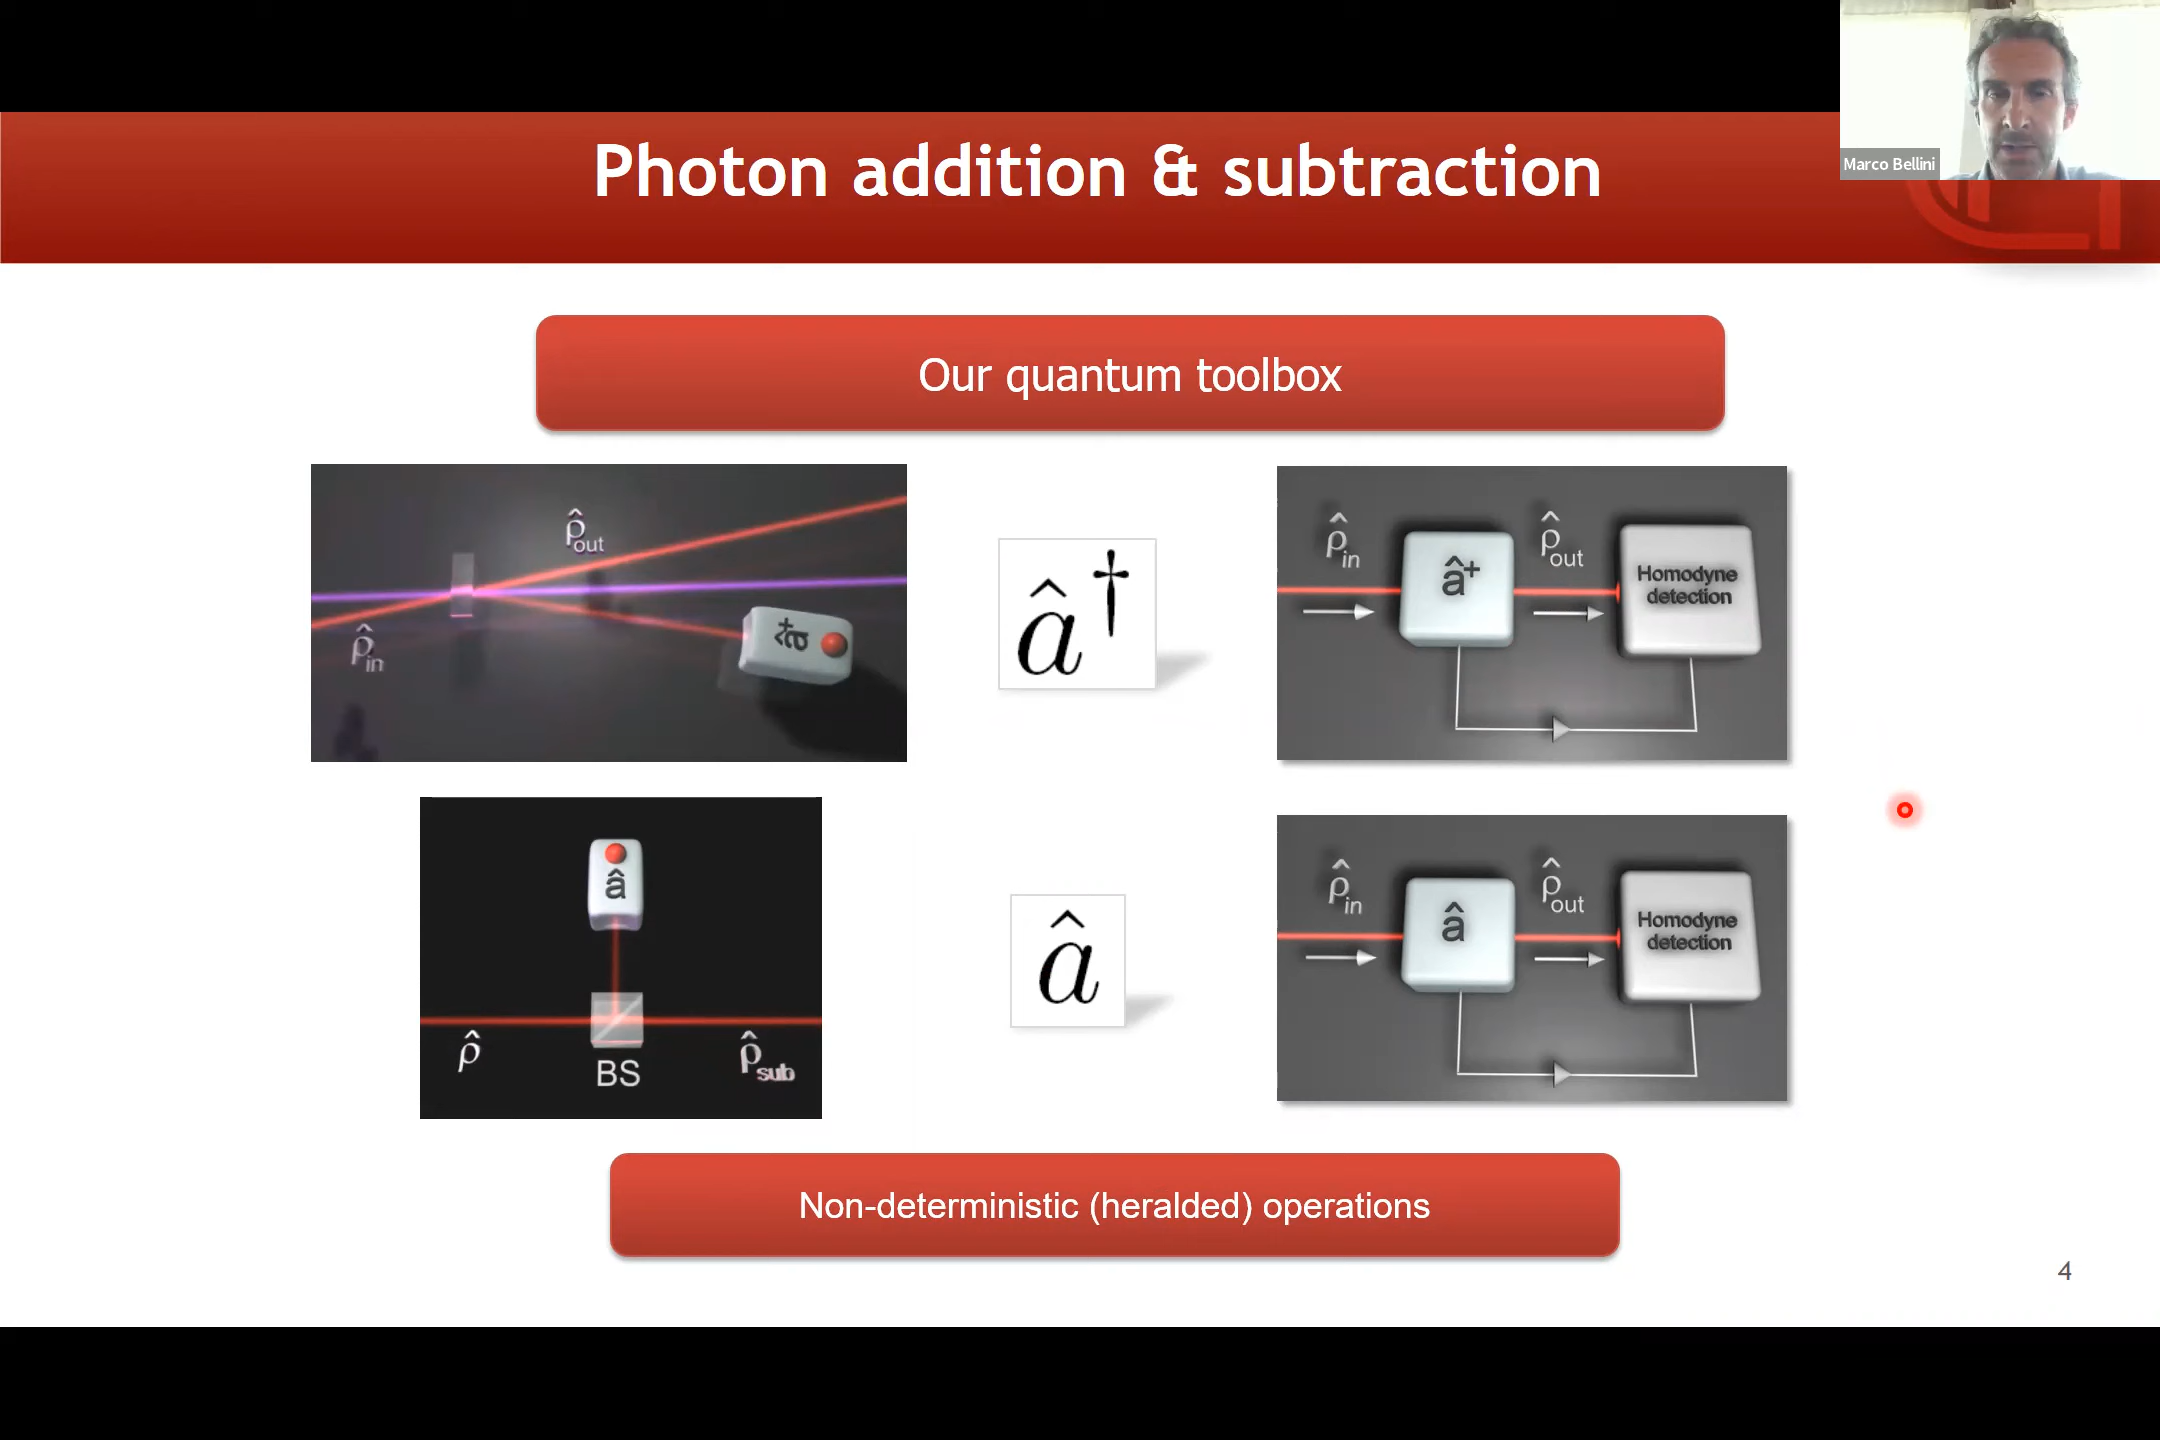 Marco Bellini
Photon addition & subtraction
Our quantum toolbox
ρ̂out
ρ̂in
â+
â†
ρ̂in
â+
ρ̂out
Homodyne
detection
â
ρ̂
BS
ρ̂sub
â
ρ̂in
â
ρ̂out
Homodyne
detection
Non-deterministic (heralded) operations
4